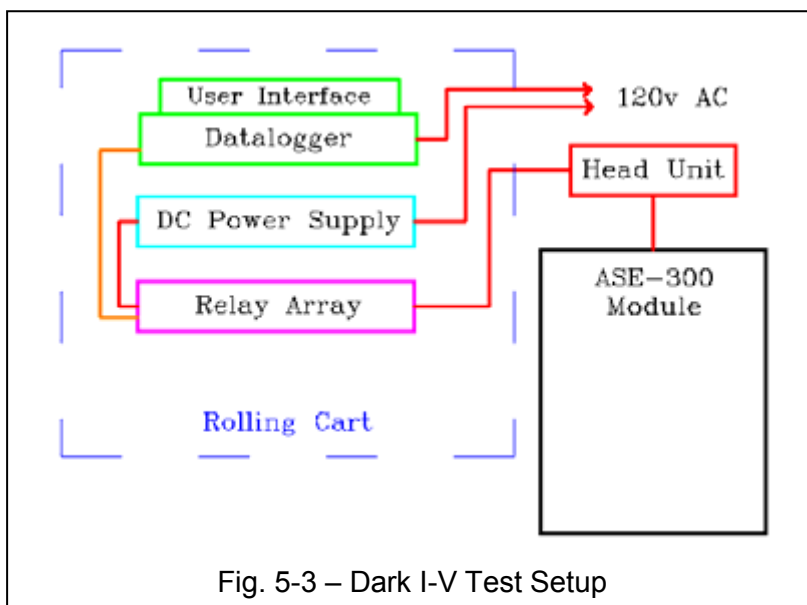 User Interface
Datalogger
120v AC
Head Unit
DC Power Supply
ASE-300
Module
Relay Array
Rolling Cart
Fig. 5-3 – Dark I-V Test Setup